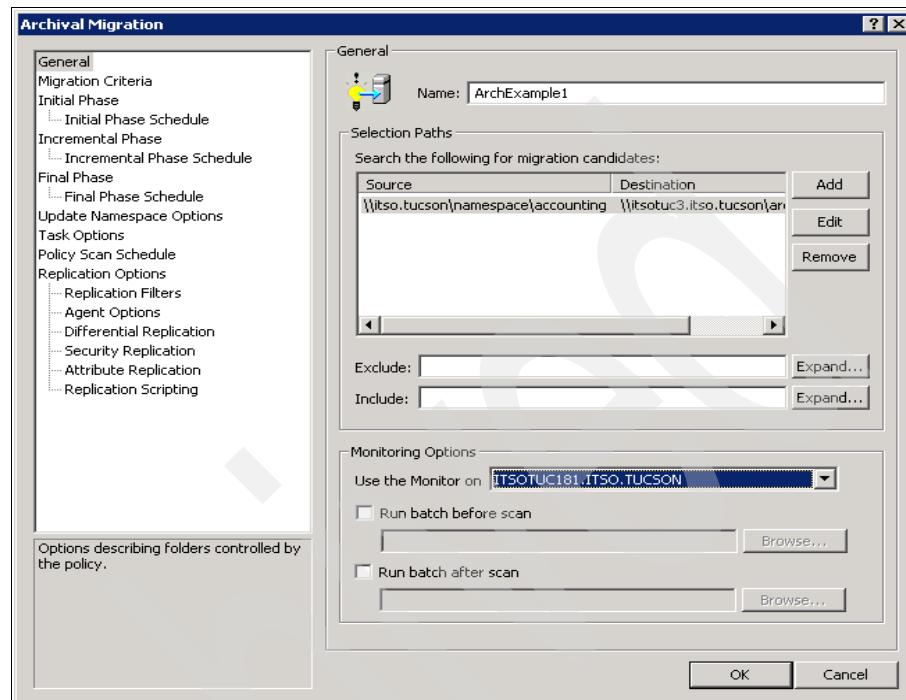 Archival Migration
General
Migration Criteria
Initial Phase
Initial Phase Schedule
Incremental Phase
Incremental Phase Schedule
Final Phase
Final Phase Schedule
Update Namespace Options
Task Options
Policy Scan Schedule
Replication Options
Replication Filters
Agent Options
Differential Replication
Security Replication
Attribute Replication
Replication Scripting
Options describing folders controlled by
the policy.
General
Name: ArchExample1
Selection Paths
Search the following for migration candidates:
Source Destination
\\itso.tucson\namespace\accounting \\itsotuc3.itso.tucson\ar
Add
Edit
Remove
Exclude: Expand...
Include: Expand...
Monitoring Options
Use the Monitor on ITSOTUC181.ITSO.TUCSON
Run batch before scan
Browse...
Run batch after scan
Browse...
OK Cancel